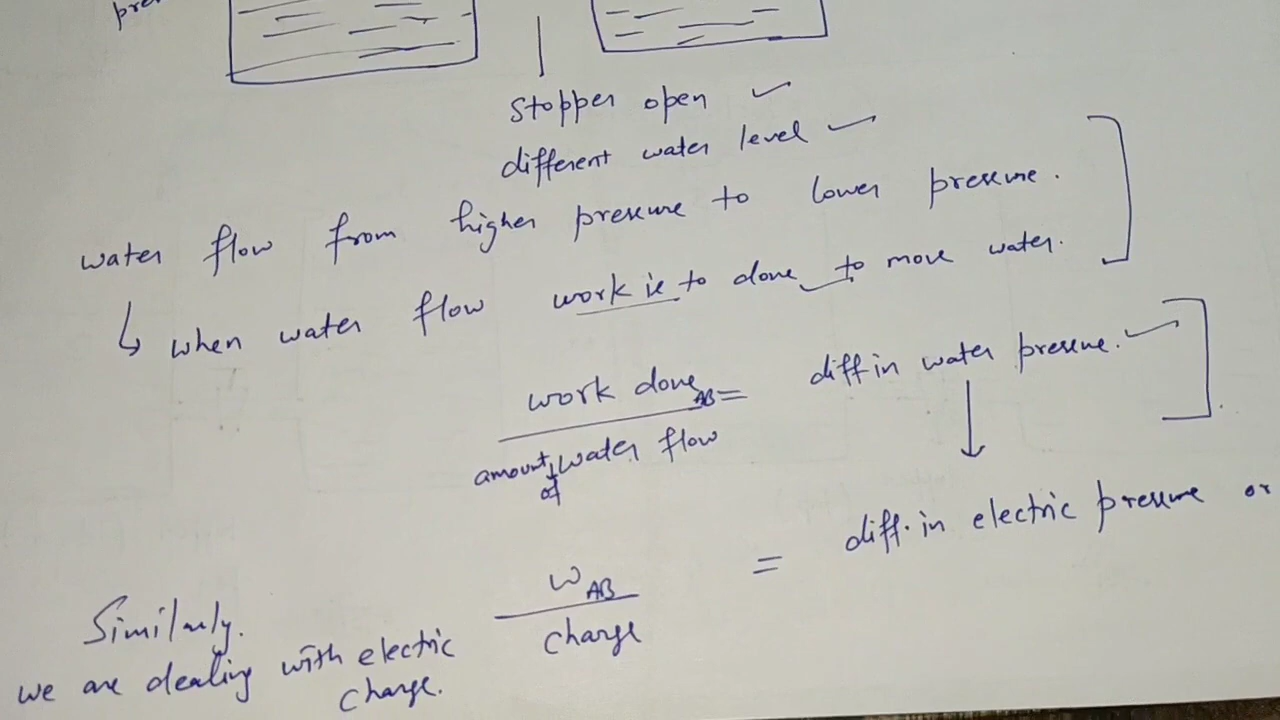 pre
Stopper open
different water level
water flow from higher pressure to lower pressure.
when water flow work is to done to move water.
work done AB = diff in water pressure.
amount of water flow
W AB = diff. in electric pressure or
charge
Similarly.
we are dealing with electric
charge.